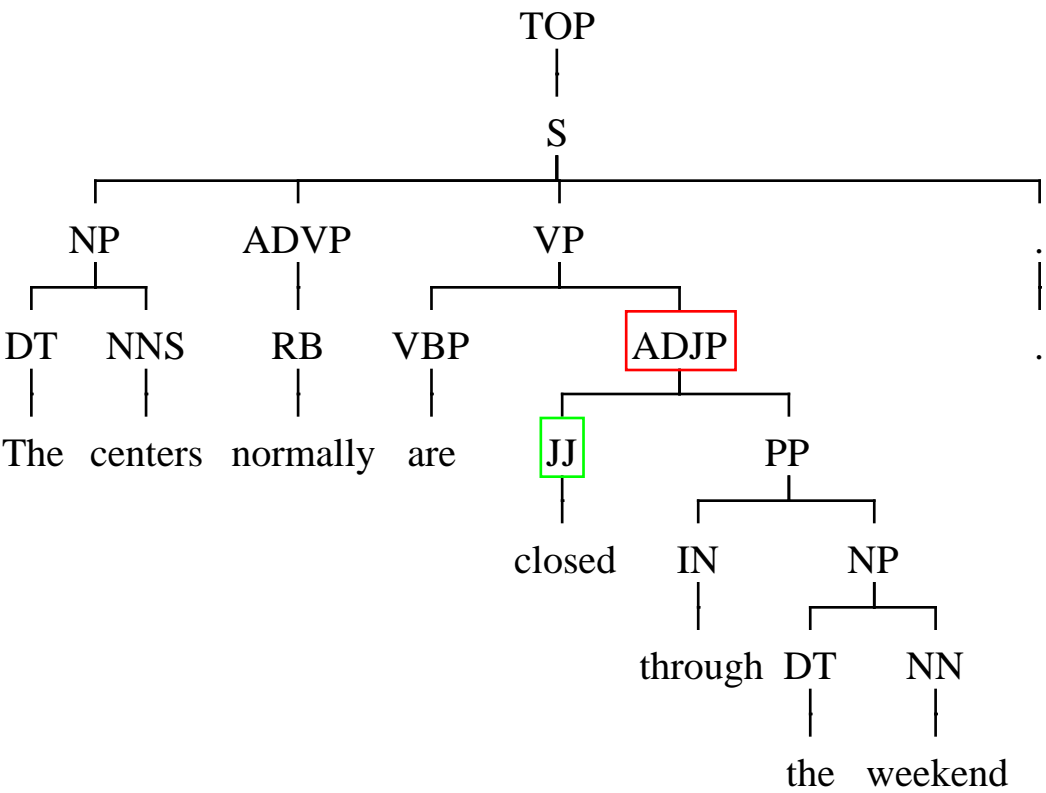 TOP
S
NP ADVP VP .
DT NNS RB VBP ADJP .
The centers normally are JJ PP
closed IN NP
through DT NN
the weekend